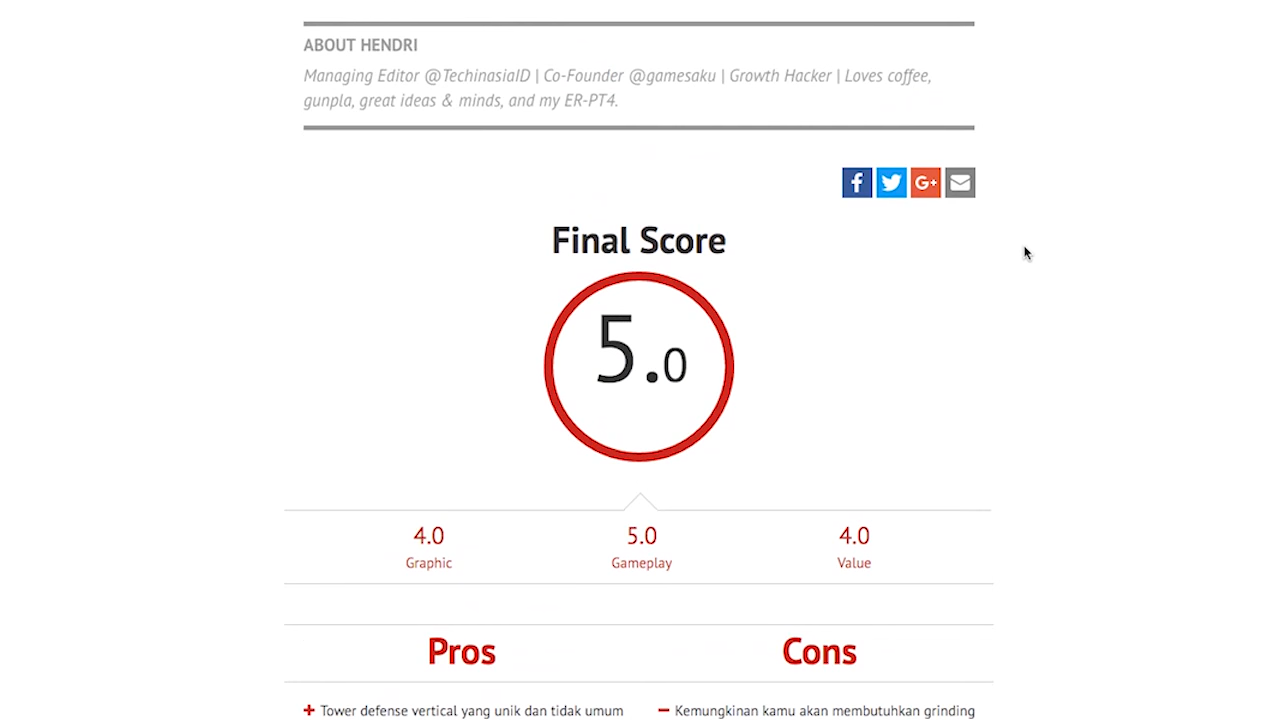 ABOUT HENDRI
Managing Editor @TechinasiaID | Co-Founder @gamesaku | Growth Hacker | Loves coffee,
gunpla, great ideas & minds, and my ER-PT4.
f
G+
Final Score
5.0
4.0 5.0 4.0
Graphic Gameplay Value
Pros Cons
+ Tower defense vertical yang unik dan tidak umum − Kemungkinan kamu akan membutuhkan grinding